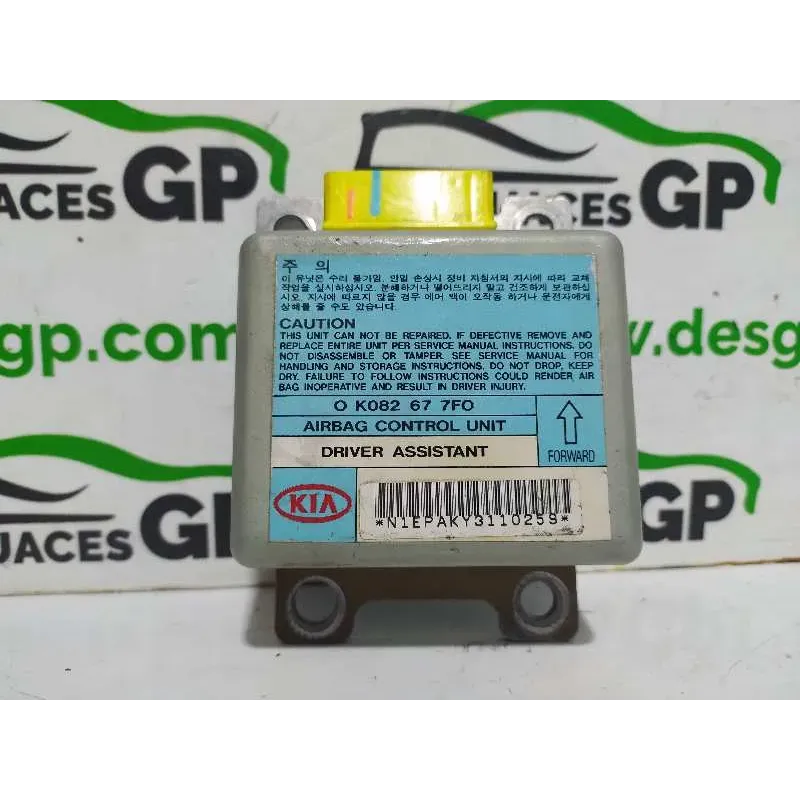 UACES GP
GP
gp.com
www.desg
UACES GP
GP
주 의
이 유닛은 수리 불가임. 만일 손상시 정비 지침서의 지시에 따라 교체
작업을 실시하십시오. 분해하거나 떨어뜨리지 말고 건조하게 보관하십
시오. 지시에 따르지 않을 경우 에어 백이 오작동 하거나 운전자에게
상해를 줄 수도 있습니다.
CAUTION
THIS UNIT CAN NOT BE REPAIRED. IF DEFECTIVE REMOVE AND
REPLACE ENTIRE UNIT PER SERVICE MANUAL INSTRUCTIONS. DO
NOT DISASSEMBLE OR TAMPER. SEE SERVICE MANUAL FOR
HANDLING AND STORAGE INSTRUCTIONS. DO NOT DROP, KEEP
DRY. FAILURE TO FOLLOW INSTRUCTIONS COULD RENDER AIR
BAG INOPERATIVE AND RESULT IN DRIVER INJURY.
O K082 67 7FO
AIRBAG CONTROL UNIT
DRIVER ASSISTANT
FORWARD
KIA
*N1EPAKY3110259*